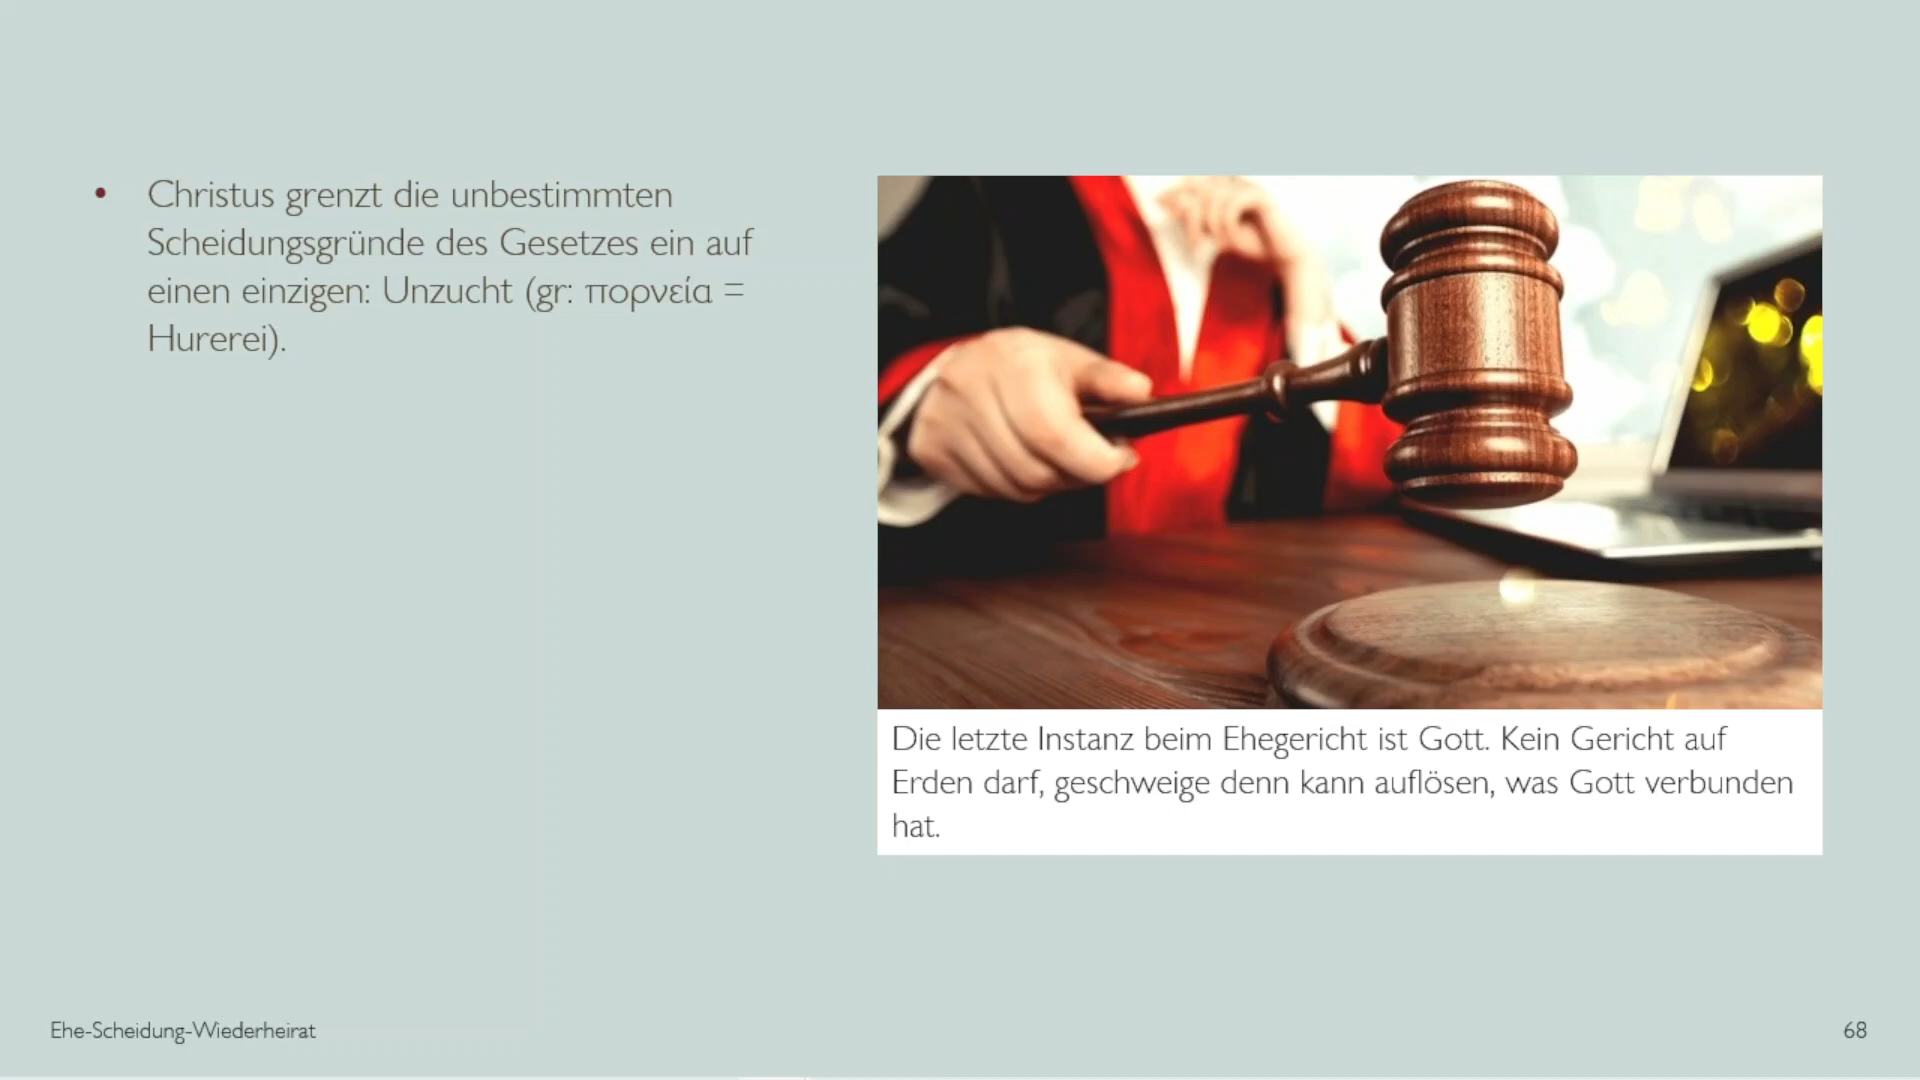 • Christus grenzt die unbestimmten
Scheidungsgründe des Gesetzes ein auf
einen einzigen: Unzucht (gr: πορνεία =
Hurerei).
Die letzte Instanz beim Ehegericht ist Gott. Kein Gericht auf
Erden darf, geschweige denn kann auflösen, was Gott verbunden
hat.
Ehe-Scheidung-Wiederheirat
68